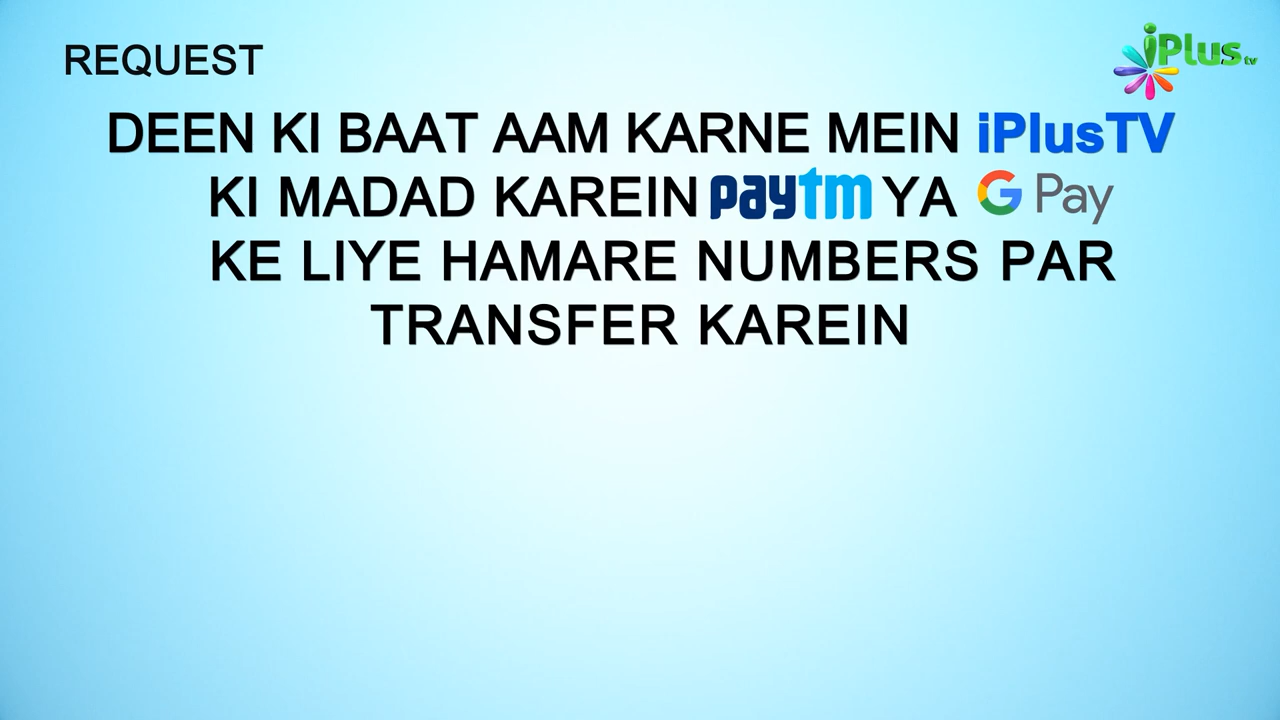 REQUEST
iPlus tv
DEEN KI BAAT AAM KARNE MEIN iPlusTV
KI MADAD KAREIN paytm YA G Pay
KE LIYE HAMARE NUMBERS PAR
TRANSFER KAREIN